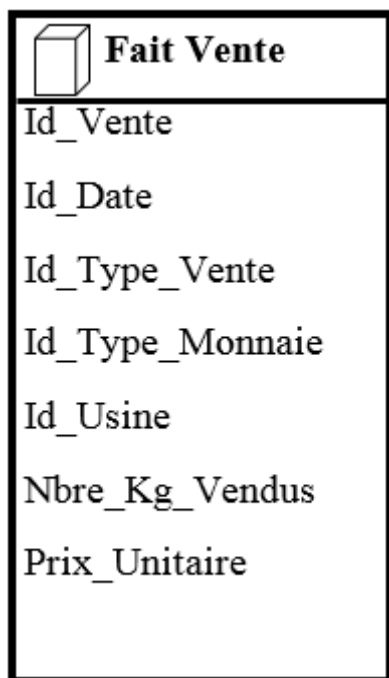 Fait Vente
Id_Vente
Id_Date
Id_Type_Vente
Id_Type_Monnaie
Id_Usine
Nbre_Kg_Vendus
Prix_Unitaire